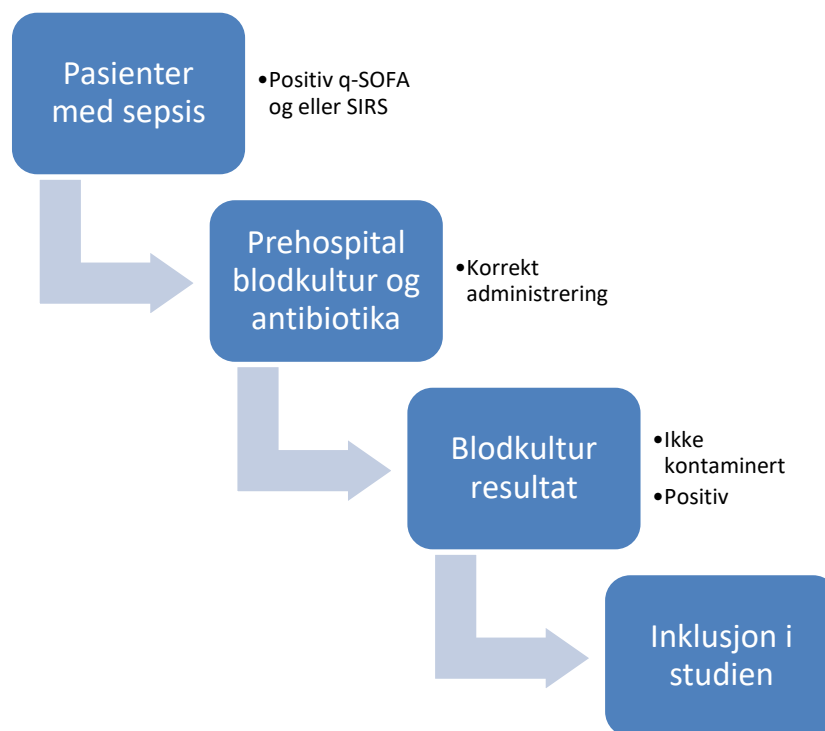 Pasienter
med sepsis
•Positiv q-SOFA
og eller SIRS
Prehospital
blodkultur og
antibiotika
•Korrekt
administrering
Blodkultur
resultat
•Ikke
kontaminert
•Positiv
Inklusjon i
studien